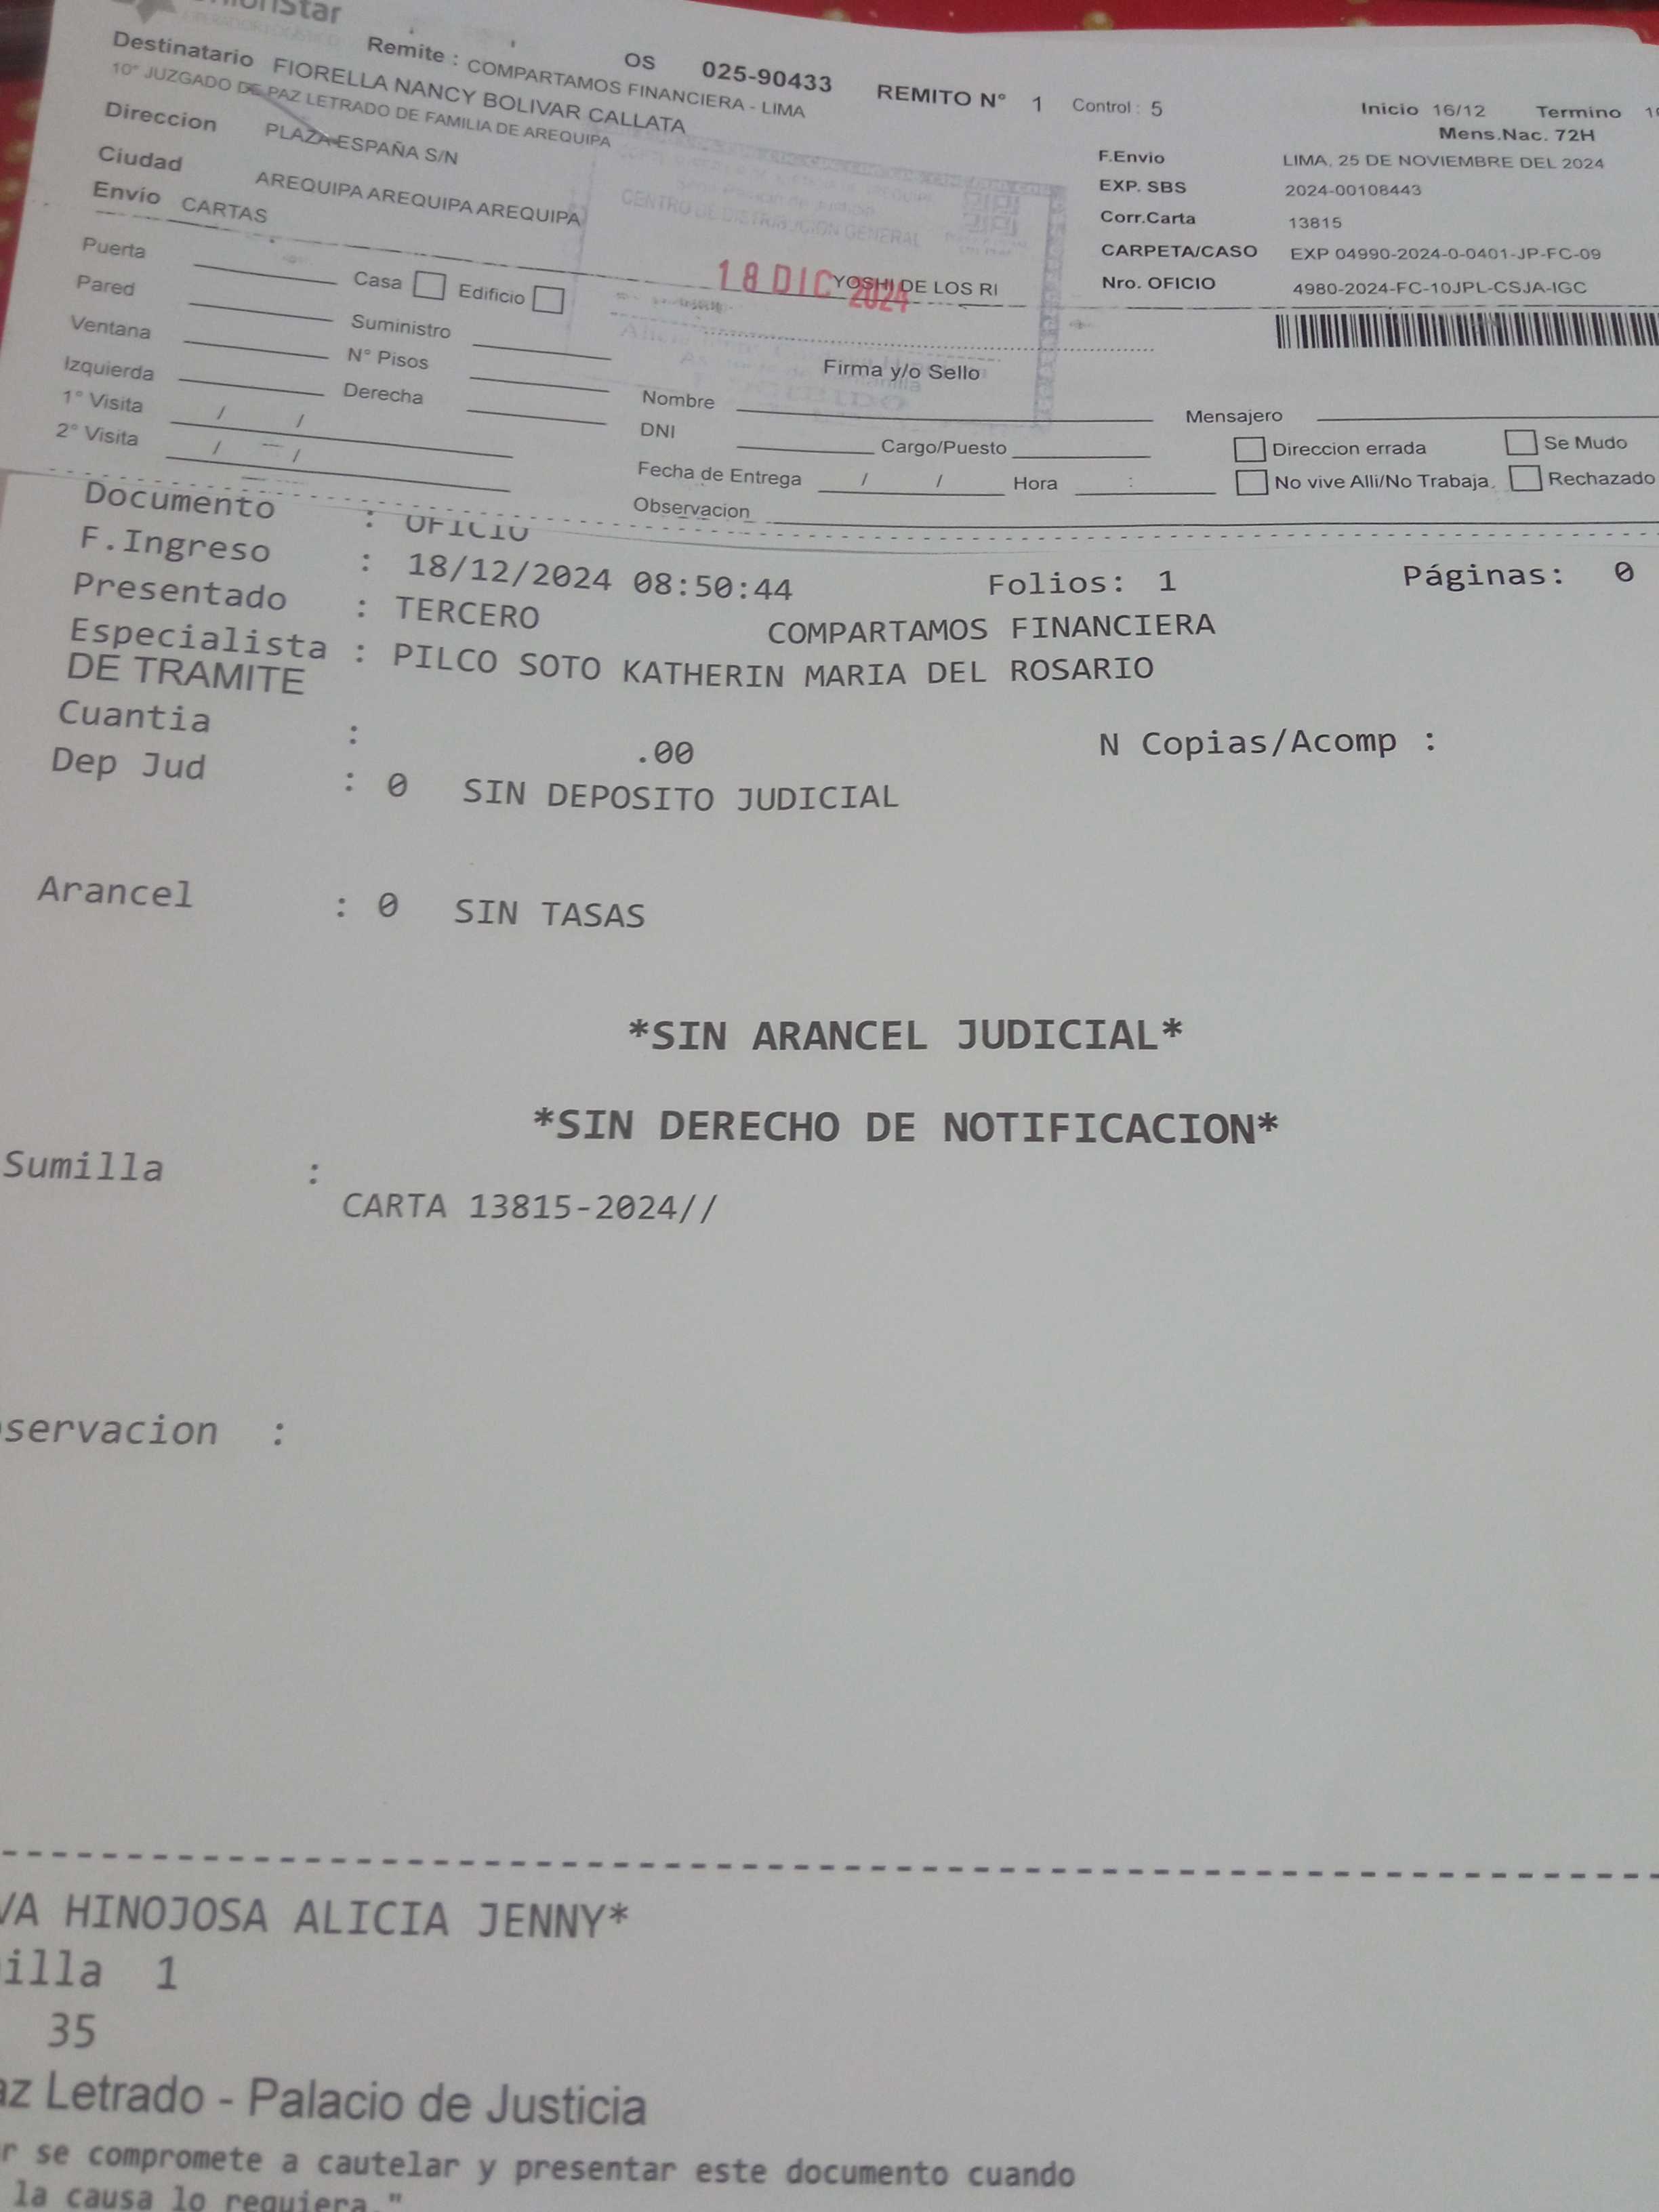 Star
Remite : COMPARTAMOS FINANCIERA - LIMA
OS 025-90433 REMITO N° 1 Control : 5
Inicio 16/12 Termino
Mens.Nac. 72H
Destinatario FIORELLA NANCY BOLIVAR CALLATA
10° JUZGADO DE PAZ LETRADO DE FAMILIA DE AREQUIPA
Direccion PLAZA ESPAÑA S/N
Ciudad AREQUIPA AREQUIPA AREQUIPA
Envio CARTAS
F.Envio LIMA, 25 DE NOVIEMBRE DEL 2024
EXP. SBS 2024-00108443
Corr.Carta 13815
CARPETA/CASO EXP 04990-2024-0-0401-JP-FC-09
Nro. OFICIO 4980-2024-FC-10JPL-CSJA-IGC
CENTRO DE DISTRIBUCION GENERAL
18 DIC 2024
YOSHI DE LOS RI
Firma y/o Sello
Puerta
Casa Edificio
Pared
Suministro
Ventana
N° Pisos
Izquierda
Derecha
1° Visita / /
2° Visita / /
Nombre
Mensajero
DNI Cargo/Puesto
Direccion errada Se Mudo
Fecha de Entrega / / Hora :
No vive Alli/No Trabaja Rechazado
Observacion
Documento : OFICIO
F.Ingreso : 18/12/2024 08:50:44 Folios: 1 Páginas: 0
Presentado : TERCERO COMPARTAMOS FINANCIERA
Especialista : PILCO SOTO KATHERIN MARIA DEL ROSARIO
DE TRAMITE
Cuantia : .00 N Copias/Acomp :
Dep Jud : 0 SIN DEPOSITO JUDICIAL
Arancel : 0 SIN TASAS
*SIN ARANCEL JUDICIAL*
*SIN DERECHO DE NOTIFICACION*
Sumilla :
CARTA 13815-2024//
servacion :
VA HINOJOSA ALICIA JENNY*
illa 1
35
az Letrado - Palacio de Justicia
r se compromete a cautelar y presentar este documento cuando
la causa lo requiera."